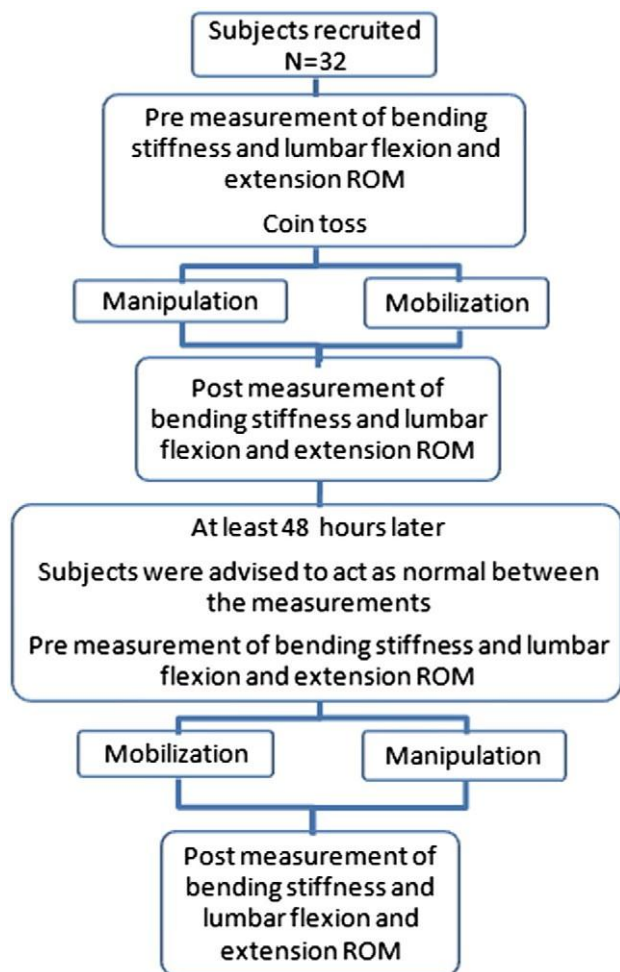 Subjects recruited
N=32
Pre measurement of bending
stiffness and lumbar flexion and
extension ROM
Coin toss
Manipulation
Mobilization
Post measurement of
bending stiffness and lumbar
flexion and extension ROM
At least 48 hours later
Subjects were advised to act as normal between
the measurements
Pre measurement of bending stiffness and lumbar
flexion and extension ROM
Mobilization
Manipulation
Post measurement of
bending stiffness and
lumbar flexion and
extension ROM